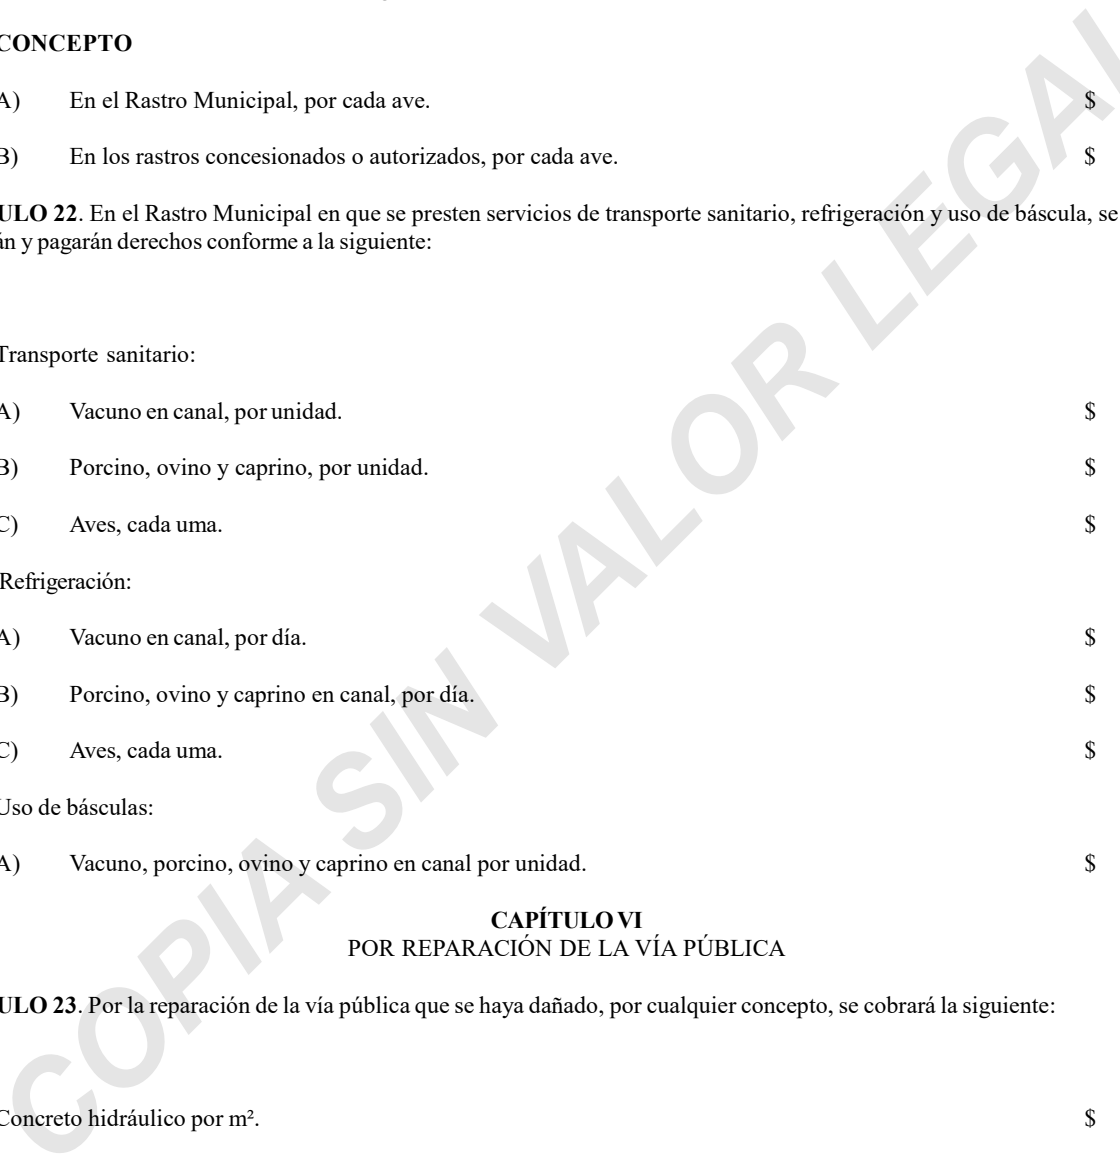 CONCEPTO
A) En el Rastro Municipal, por cada ave. $
B) En los rastros concesionados o autorizados, por cada ave. $
ULO 22. En el Rastro Municipal en que se presten servicios de transporte sanitario, refrigeración y uso de báscula, se
án y pagarán derechos conforme a la siguiente:
Transporte sanitario:
A) Vacuno en canal, por unidad. $
B) Porcino, ovino y caprino, por unidad. $
C) Aves, cada uma. $
Refrigeración:
A) Vacuno en canal, por día. $
B) Porcino, ovino y caprino en canal, por día. $
C) Aves, cada uma. $
Uso de básculas:
A) Vacuno, porcino, ovino y caprino en canal por unidad. $
CAPÍTULO VI
POR REPARACIÓN DE LA VÍA PÚBLICA
ULO 23. Por la reparación de la vía pública que se haya dañado, por cualquier concepto, se cobrará la siguiente:
Concreto hidráulico por m². $
COPIA SIN VALOR LEGAL